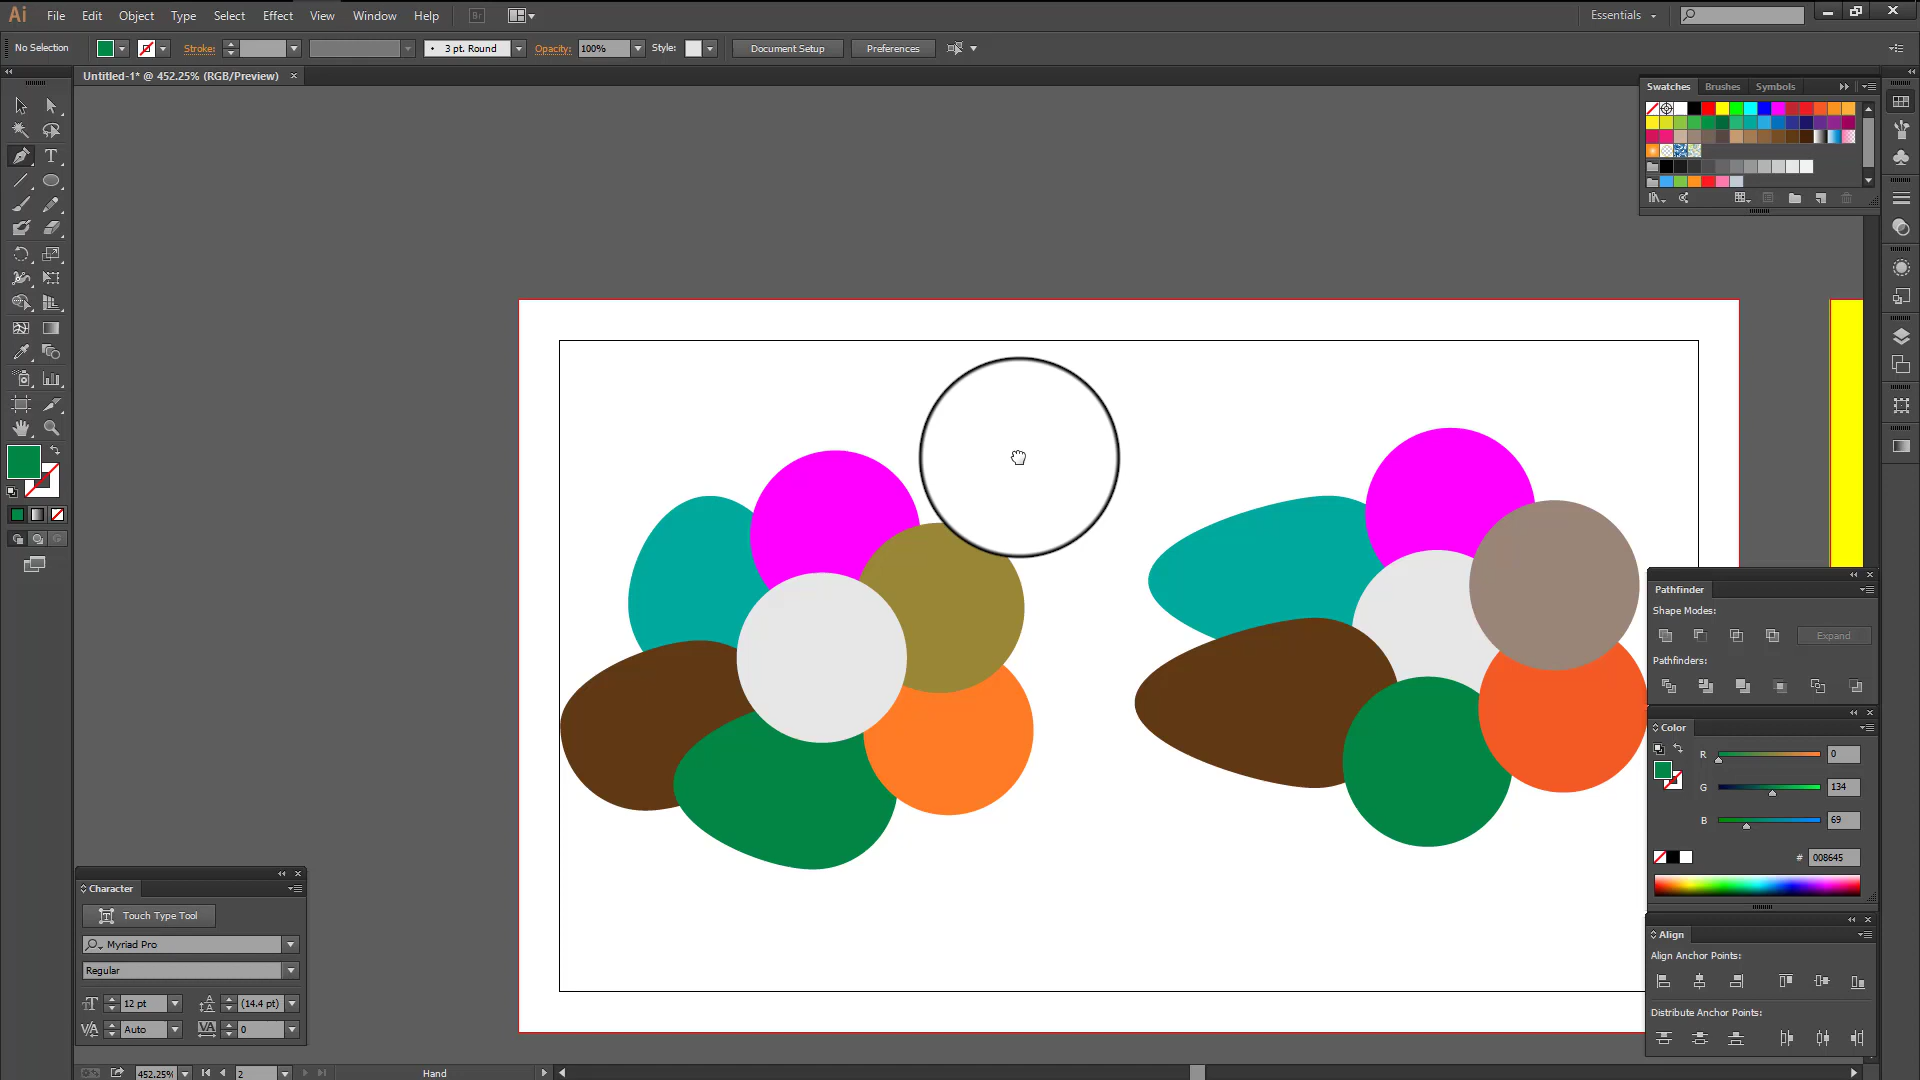 Ai File Edit Object Type Select Effect View Window Help Br Essentials
No Selection Stroke: 3 pt. Round Opacity: 100% Style: Document Setup Preferences
Untitled-1* @ 452.25% (RGB/Preview)
Swatches Brushes Symbols
Pathfinder
Shape Modes:
Expand
Pathfinders:
Color
R 0
G 134
B 69
# 008645
Align
Align Anchor Points:
Distribute Anchor Points:
Character
Touch Type Tool
Myriad Pro
Regular
12 pt (14.4 pt)
Auto 0
452.25% 2 Hand